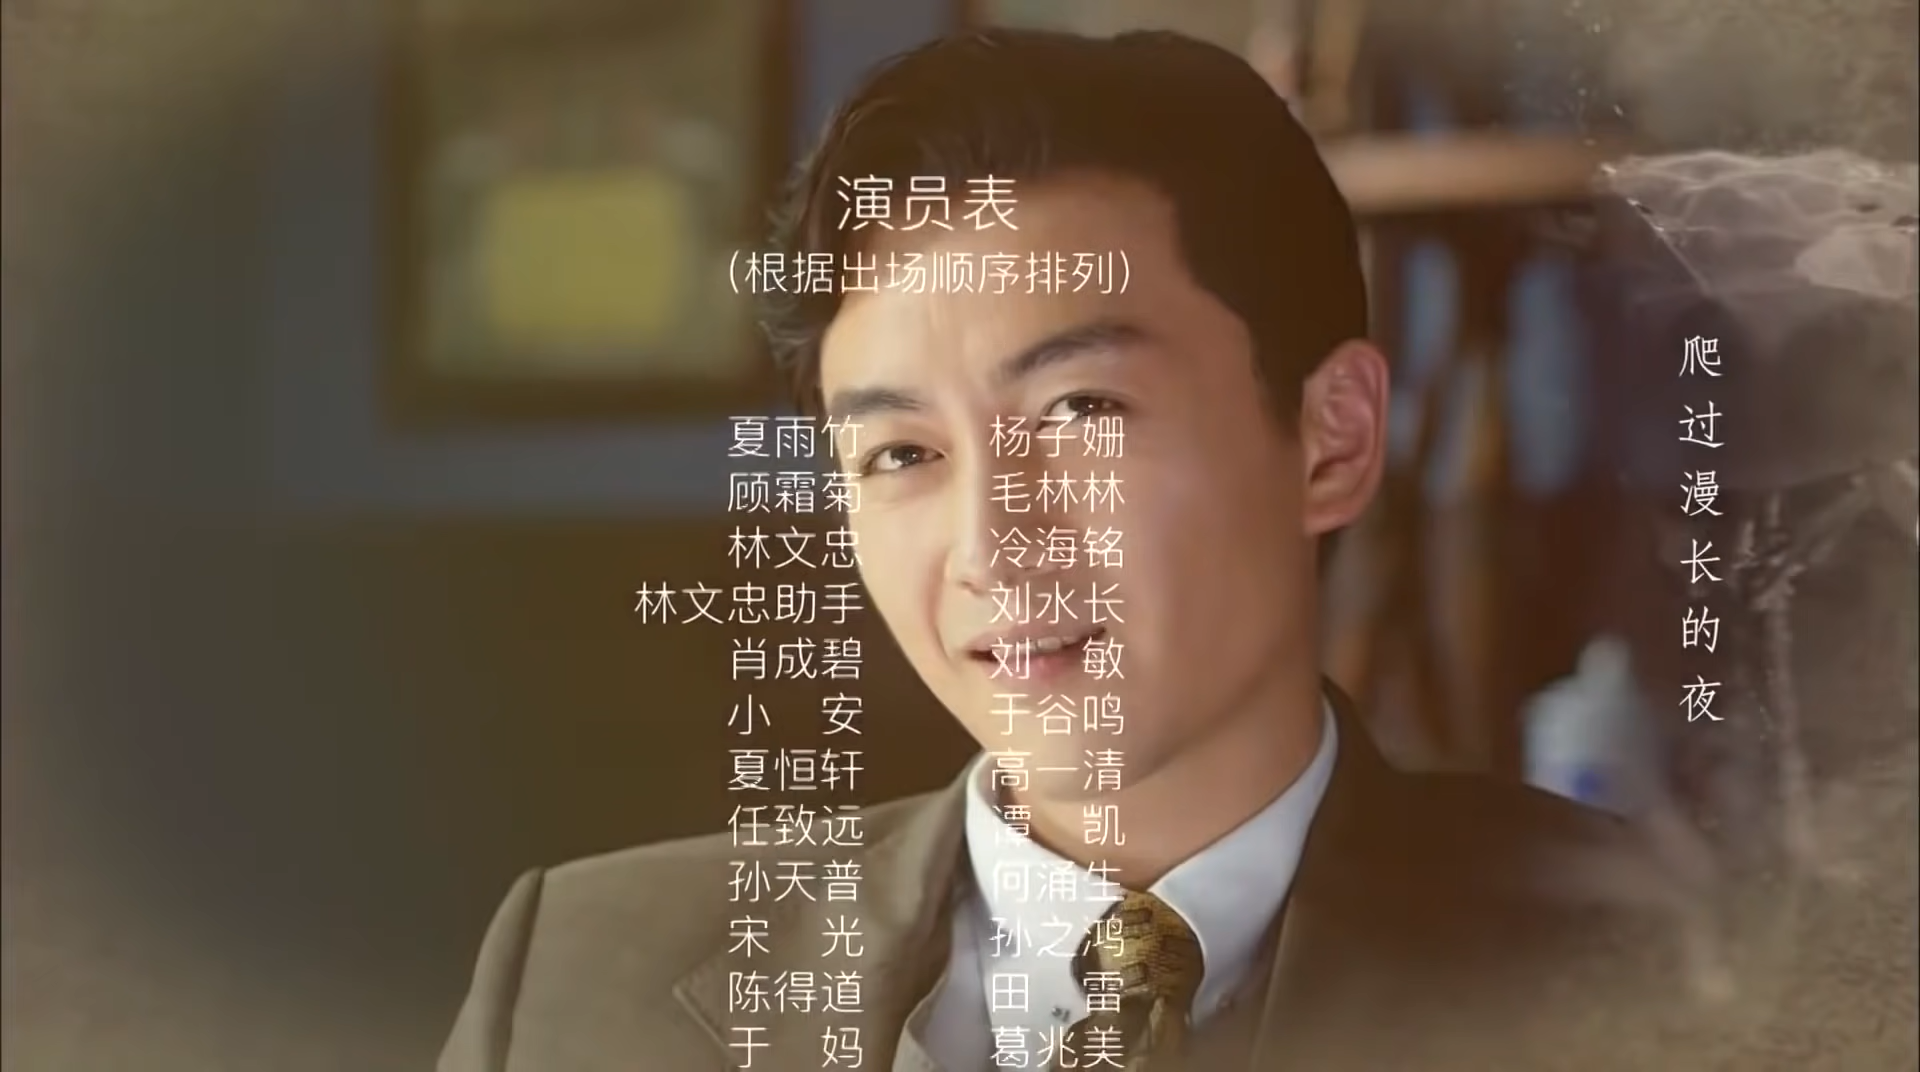 演员表
（根据出场顺序排列）
夏雨竹 杨子姗
顾霜菊 毛林林
林文忠 冷海铭
林文忠助手 刘水长
肖成碧 刘 敏
小 安 于谷鸣
夏恒轩 高一清
任致远 谭 凯
孙天普 何涌生
宋 光 孙之鸿
陈得道 田 雷
于 妈 葛兆美
爬过漫长的夜